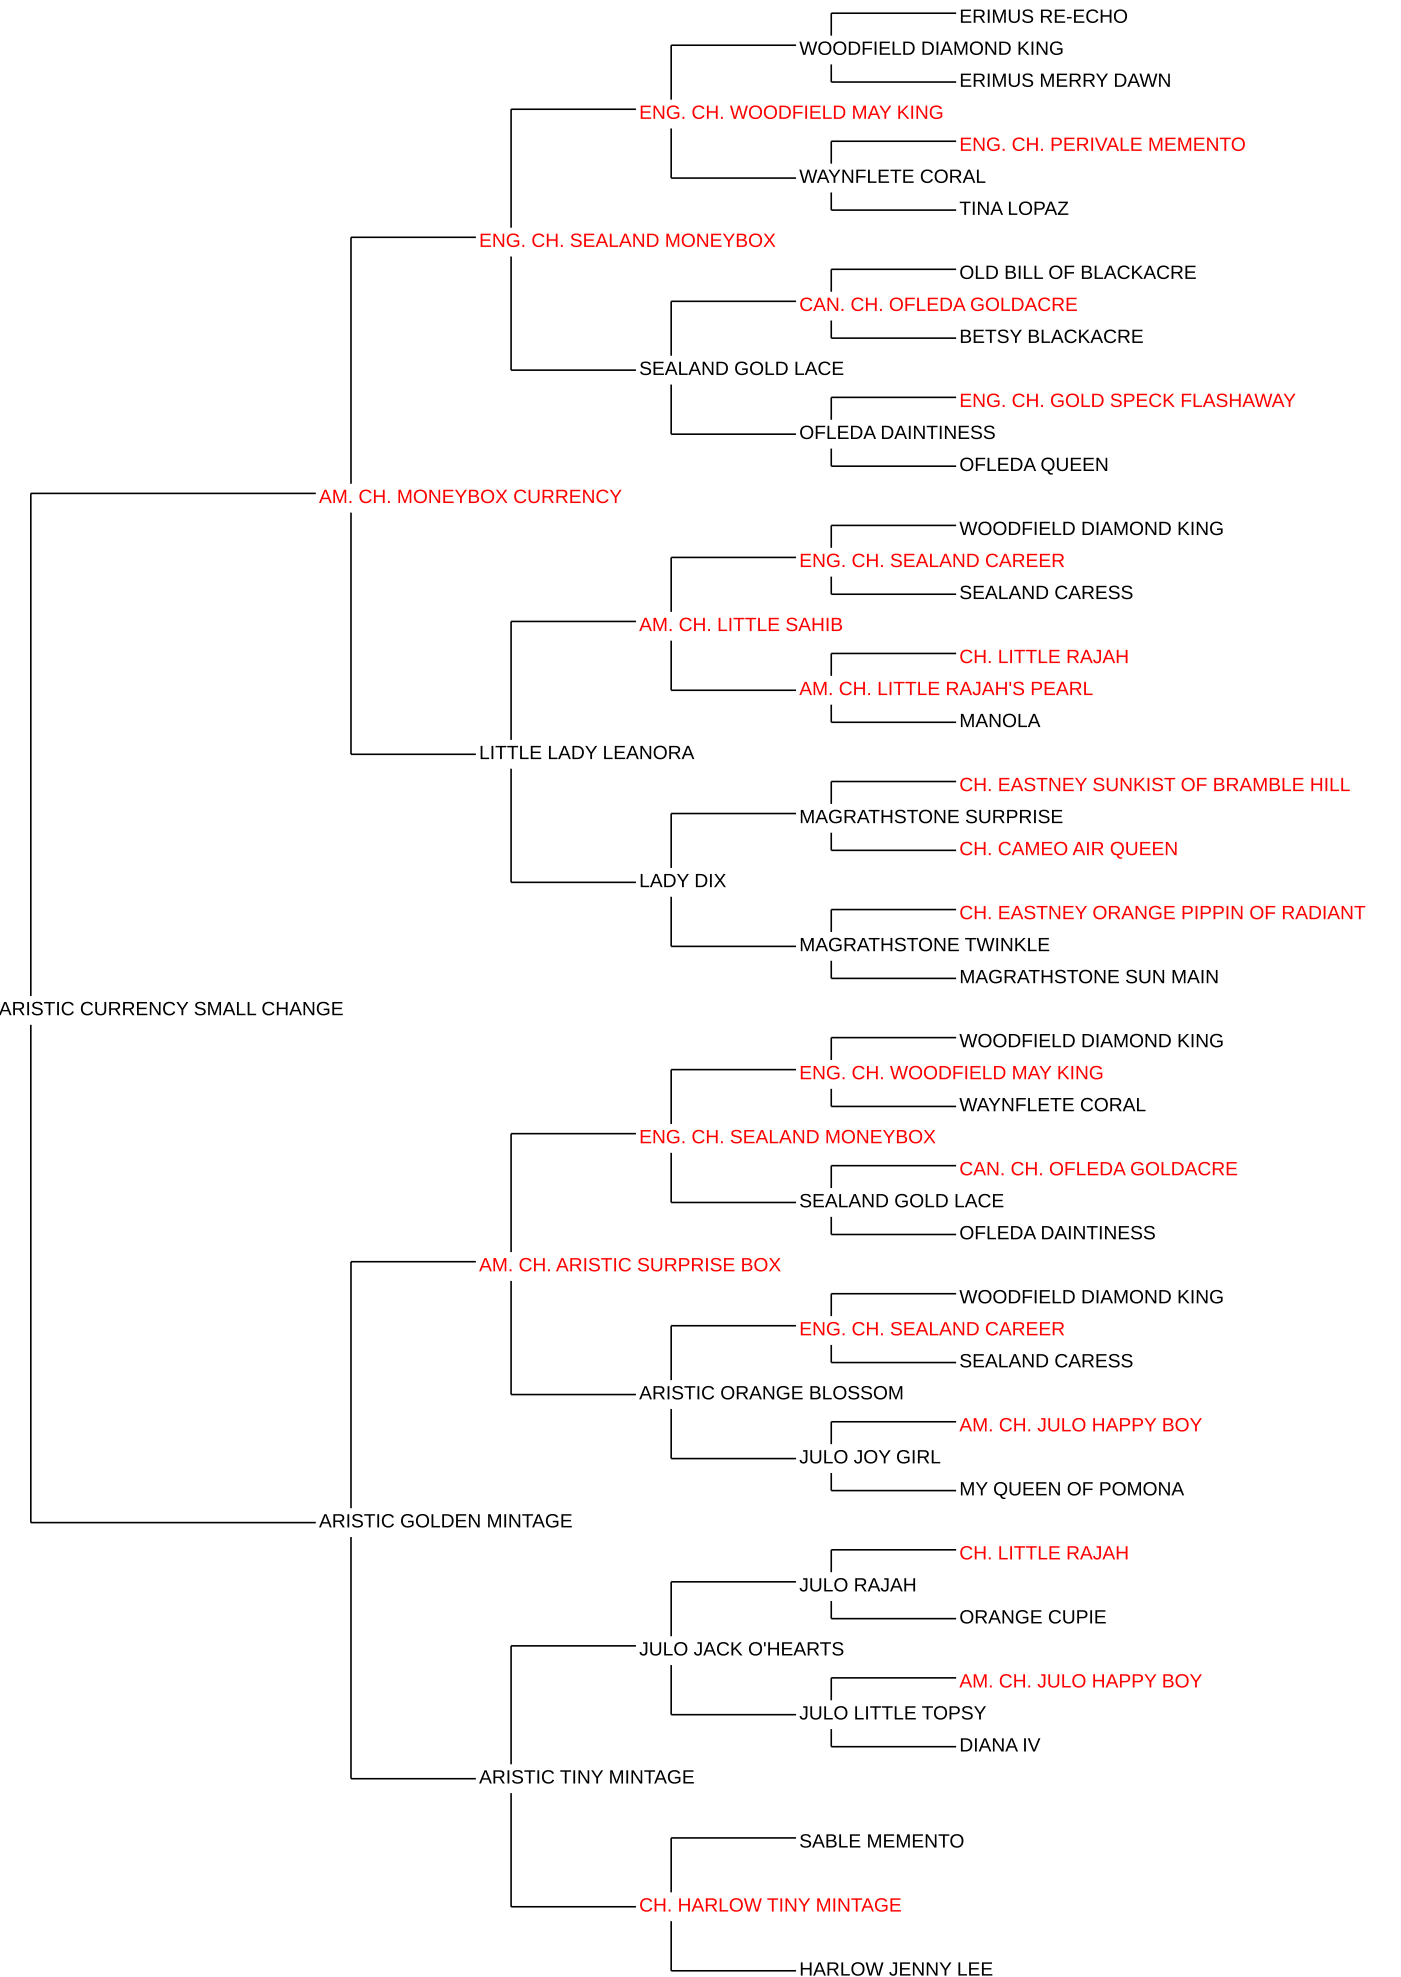 ERIMUS RE-ECHO
WOODFIELD DIAMOND KING
ERIMUS MERRY DAWN
ENG. CH. WOODFIELD MAY KING
ENG. CH. PERIVALE MEMENTO
WAYNFLETE CORAL
TINA LOPAZ
ENG. CH. SEALAND MONEYBOX
OLD BILL OF BLACKACRE
CAN. CH. OFLEDA GOLDACRE
BETSY BLACKACRE
SEALAND GOLD LACE
ENG. CH. GOLD SPECK FLASHAWAY
OFLEDA DAINTINESS
OFLEDA QUEEN
AM. CH. MONEYBOX CURRENCY
WOODFIELD DIAMOND KING
ENG. CH. SEALAND CAREER
SEALAND CARESS
AM. CH. LITTLE SAHIB
CH. LITTLE RAJAH
AM. CH. LITTLE RAJAH'S PEARL
MANOLA
LITTLE LADY LEANORA
CH. EASTNEY SUNKIST OF BRAMBLE HILL
MAGRATHSTONE SURPRISE
CH. CAMEO AIR QUEEN
LADY DIX
CH. EASTNEY ORANGE PIPPIN OF RADIANT
MAGRATHSTONE TWINKLE
MAGRATHSTONE SUN MAIN
ARISTIC CURRENCY SMALL CHANGE
WOODFIELD DIAMOND KING
ENG. CH. WOODFIELD MAY KING
WAYNFLETE CORAL
ENG. CH. SEALAND MONEYBOX
CAN. CH. OFLEDA GOLDACRE
SEALAND GOLD LACE
OFLEDA DAINTINESS
AM. CH. ARISTIC SURPRISE BOX
WOODFIELD DIAMOND KING
ENG. CH. SEALAND CAREER
SEALAND CARESS
ARISTIC ORANGE BLOSSOM
AM. CH. JULO HAPPY BOY
JULO JOY GIRL
MY QUEEN OF POMONA
ARISTIC GOLDEN MINTAGE
CH. LITTLE RAJAH
JULO RAJAH
ORANGE CUPIE
JULO JACK O'HEARTS
AM. CH. JULO HAPPY BOY
JULO LITTLE TOPSY
DIANA IV
ARISTIC TINY MINTAGE
SABLE MEMENTO
CH. HARLOW TINY MINTAGE
HARLOW JENNY LEE